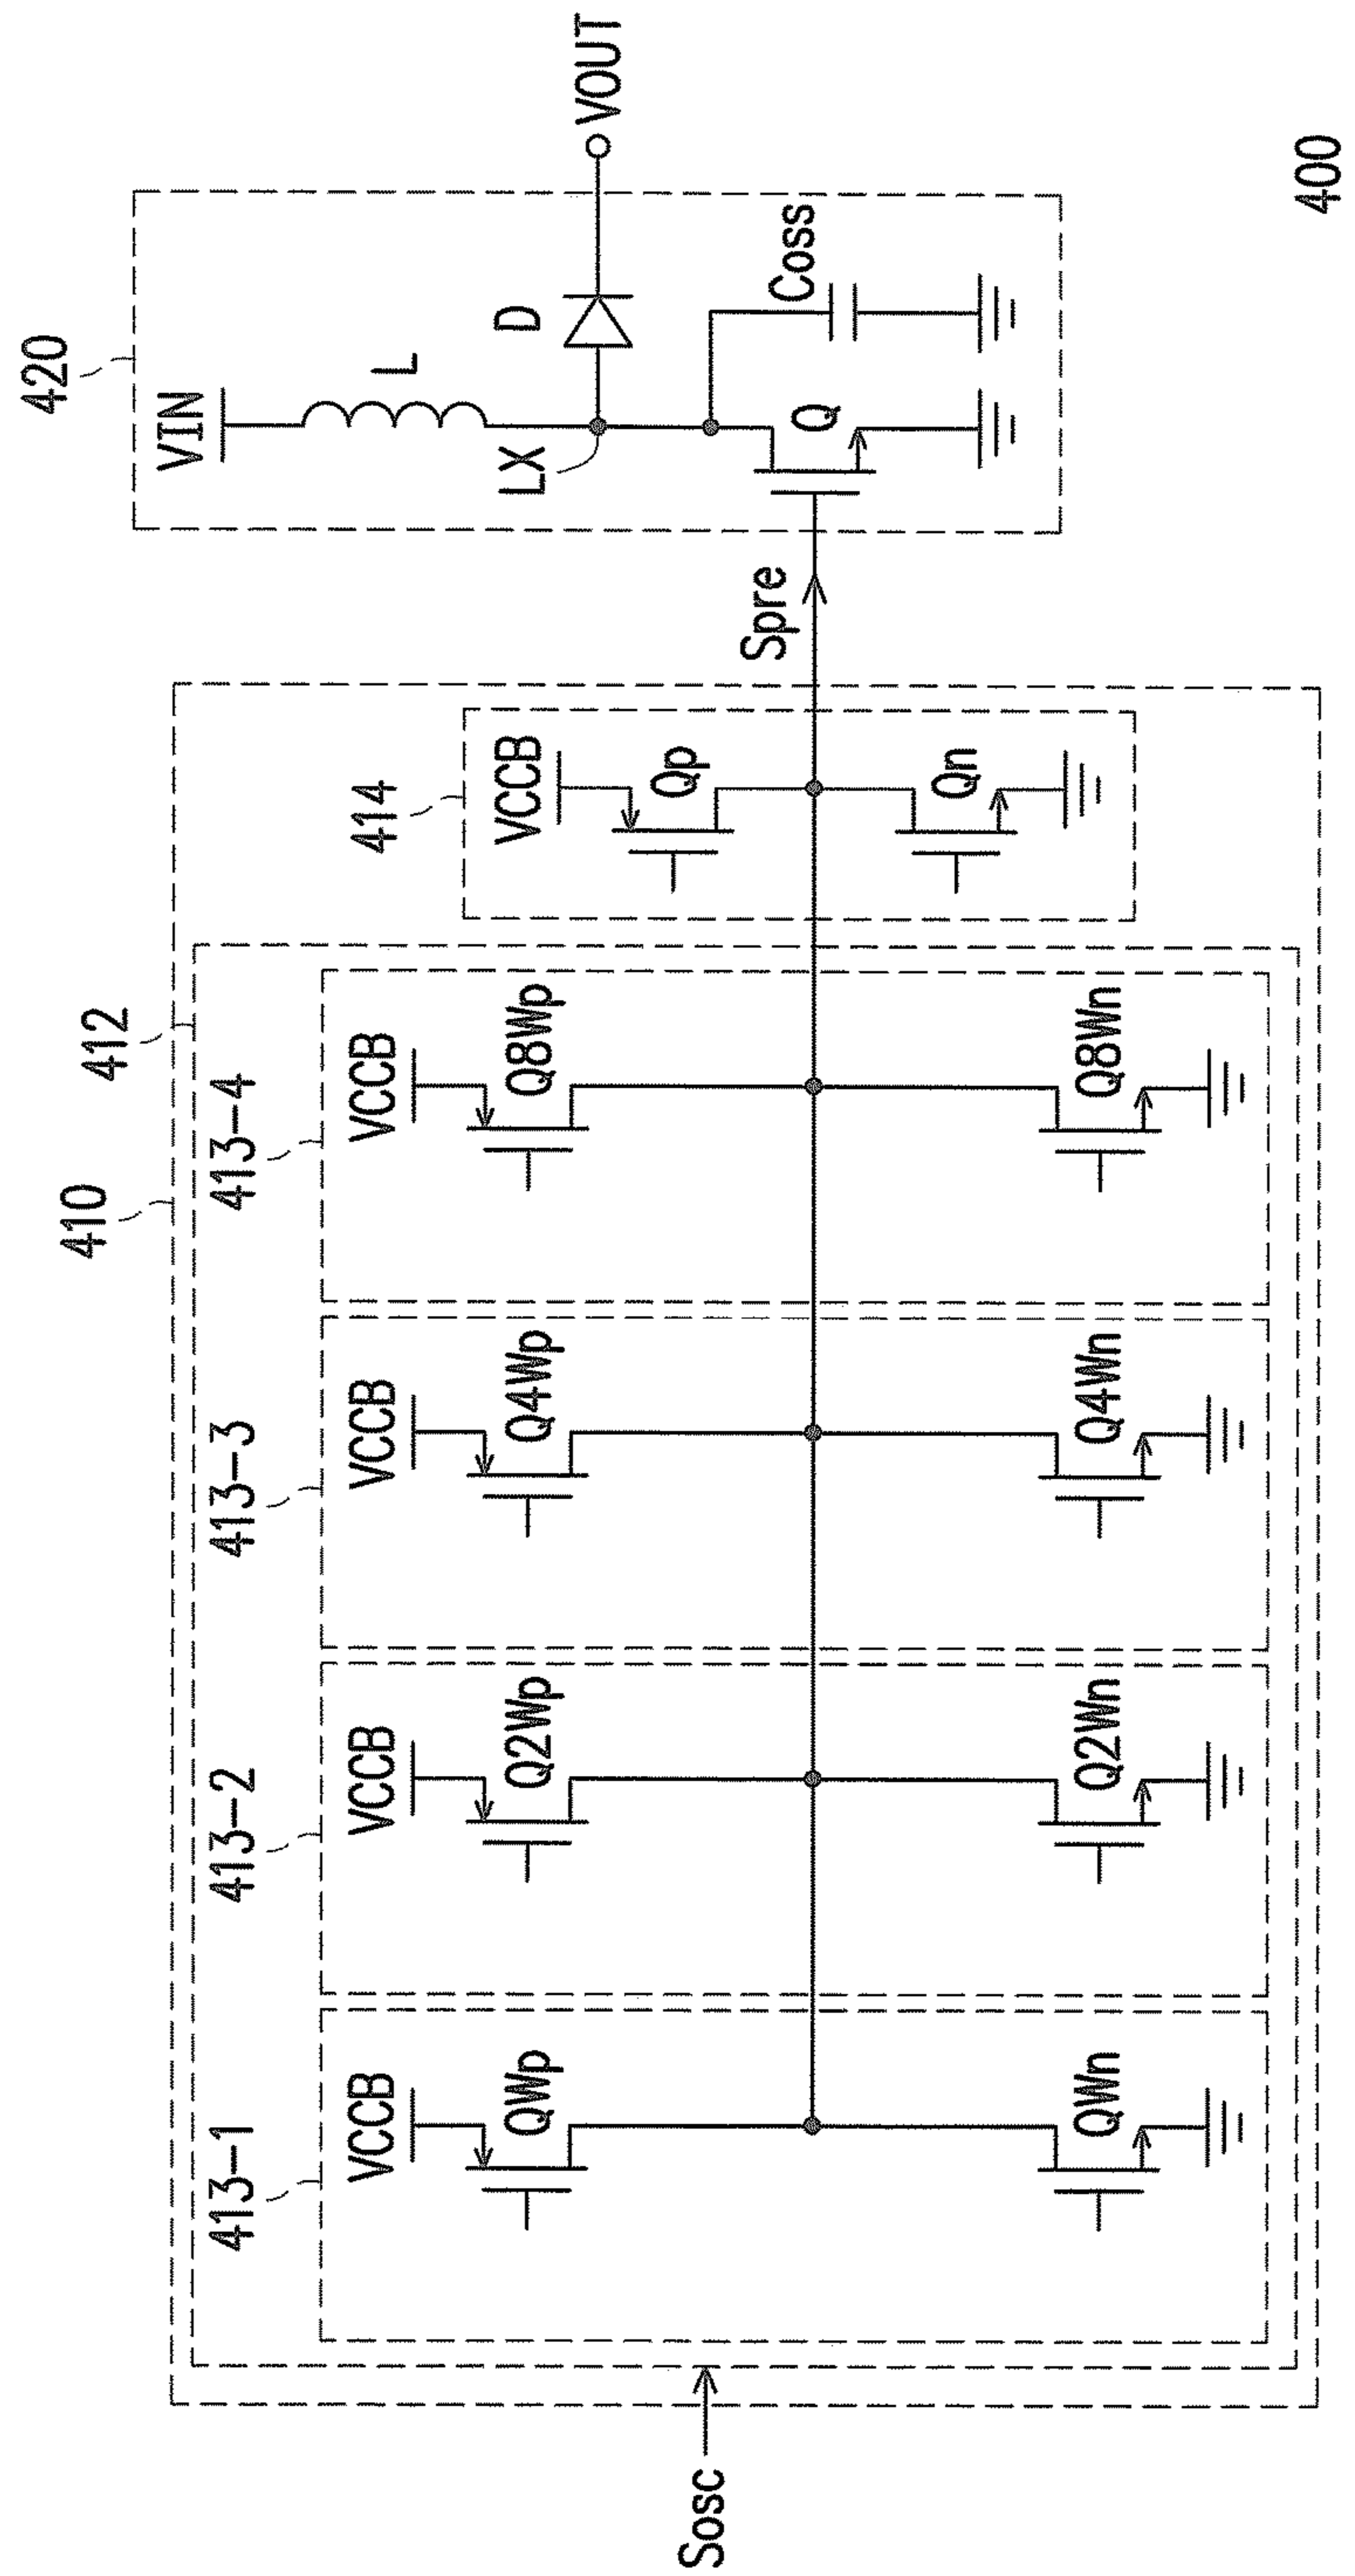 420
VIN
L
LX
D
VOUT
Q
Coss
400
Spre
410
412
414
VCCB
Qp
Qn
413-4
VCCB
Q8Wp
Q8Wn
413-3
VCCB
Q4Wp
Q4Wn
413-2
VCCB
Q2Wp
Q2Wn
413-1
VCCB
QWp
QWn
Sosc